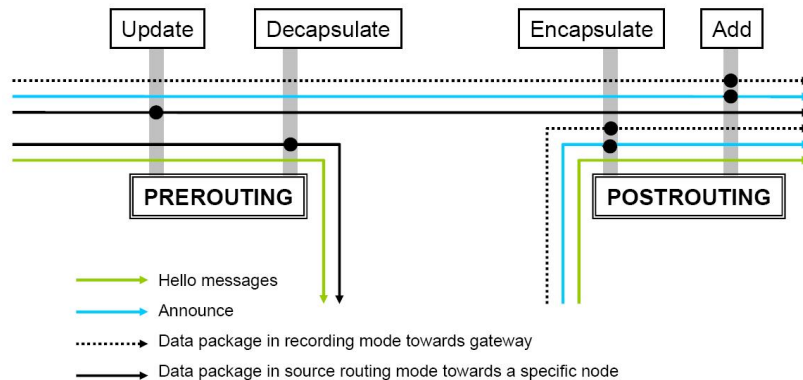 Update
Decapsulate
Encapsulate
Add
PREROUTING
POSTROUTING
Hello messages
Announce
Data package in recording mode towards gateway
Data package in source routing mode towards a specific node